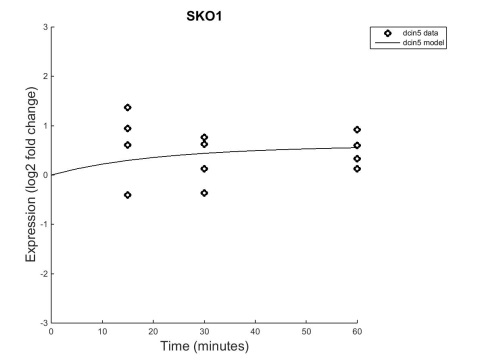 SKO1
dcin5 data
dcin5 model
Expression (log2 fold change)
3
2
1
0
-1
-2
-3
0 10 20 30 40 50 60
Time (minutes)